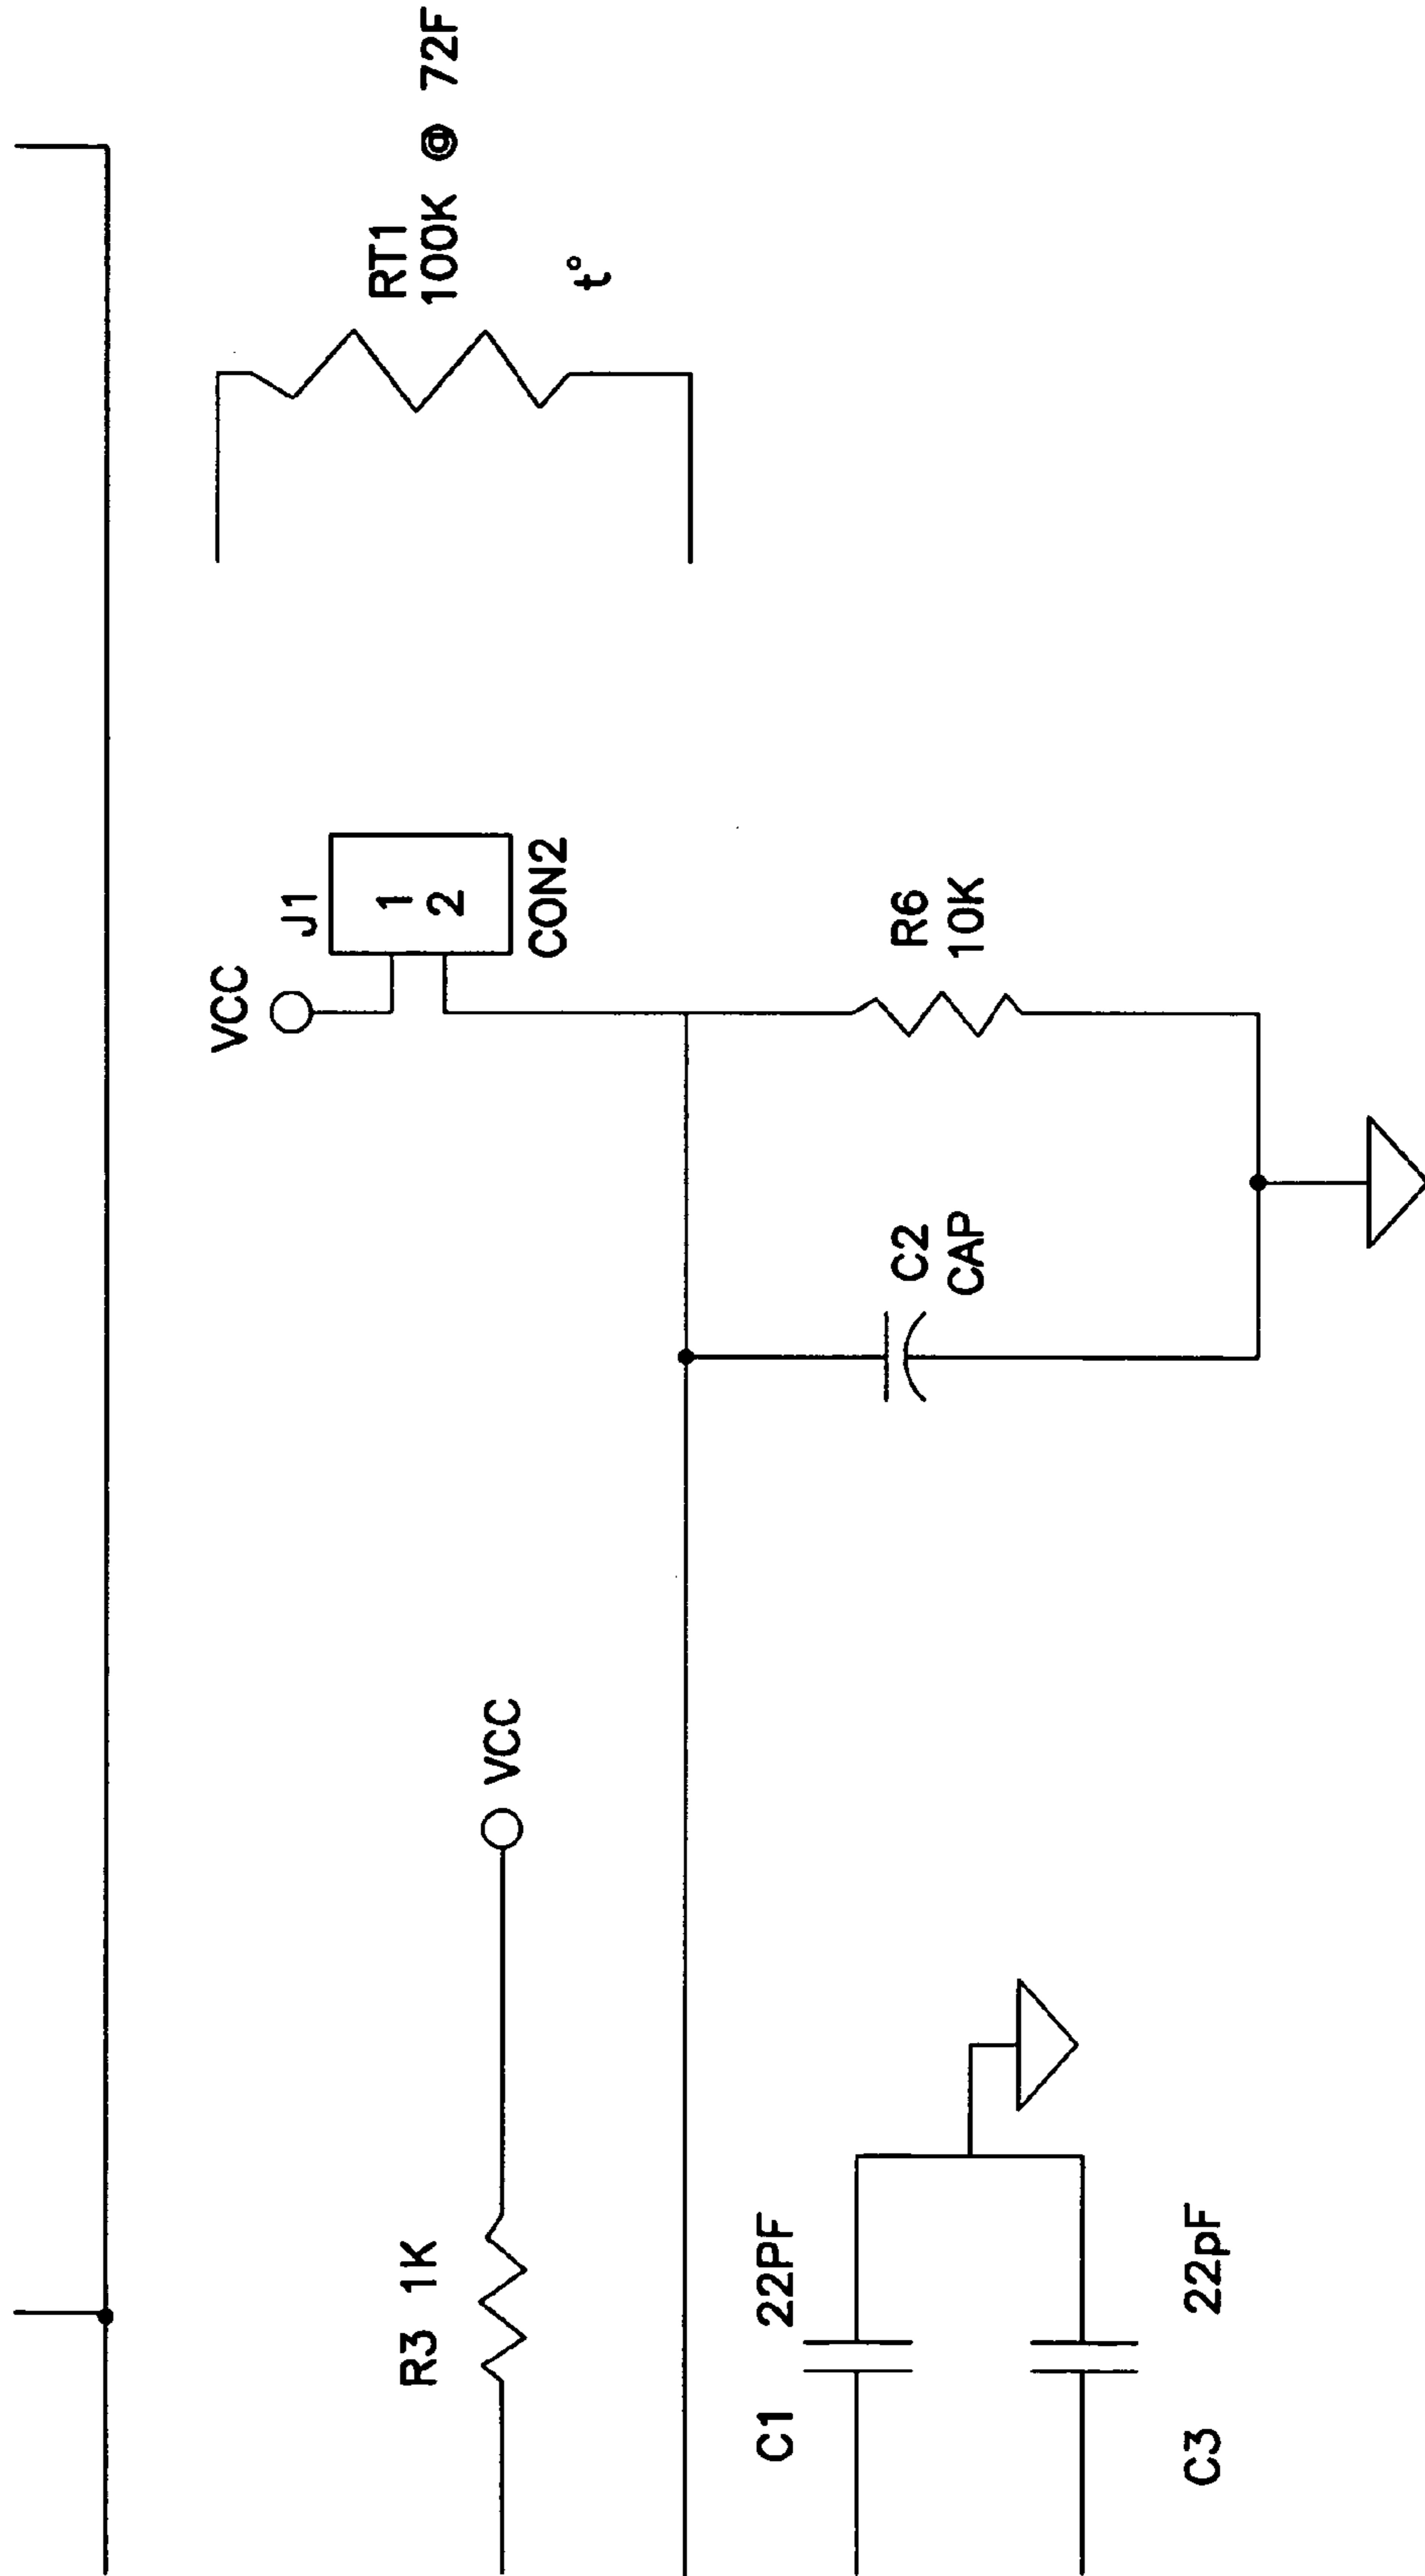 RT1
100K @ 72F
t°
J1
1
2
CON2
VCC
R6
10K
C2
CAP
VCC
R3 1K
C1 22PF
C3 22pF